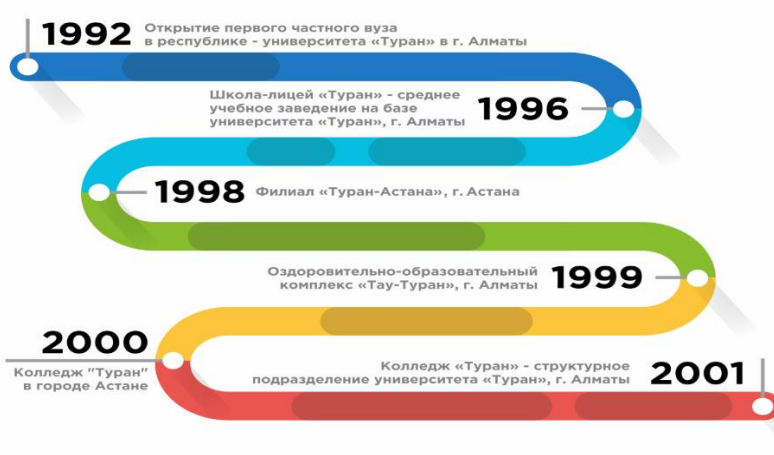 1992
Открытие первого частного вуза
в республике - университета «Туран» в г. Алматы
Школа-лицей «Туран» - среднее
учебное заведение на базе
университета «Туран», г. Алматы
1996
1998
Филиал «Туран-Астана», г. Астана
Оздоровительно-образовательный
комплекс «Тау-Туран», г. Алматы
1999
2000
Колледж "Туран"
в городе Астане
Колледж «Туран» - структурное
подразделение университета «Туран», г. Алматы
2001